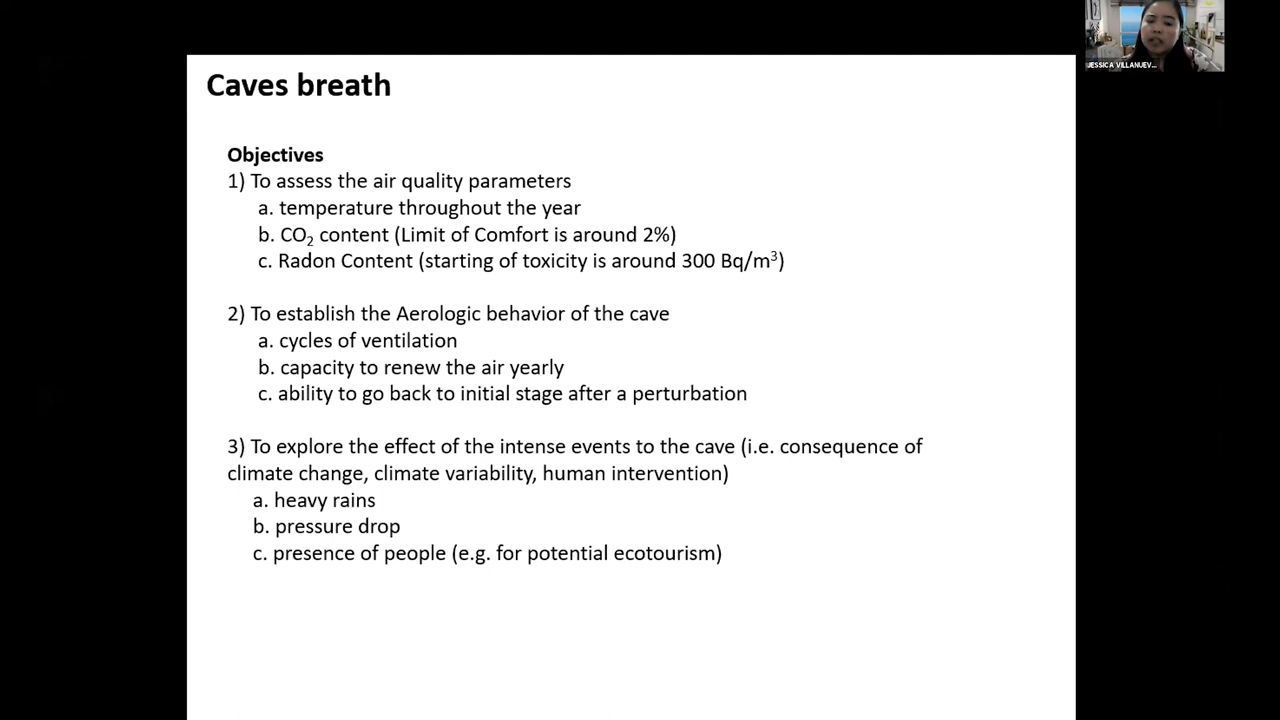 JESSICA VILLANUEV...
Caves breath
Objectives
1) To assess the air quality parameters
a. temperature throughout the year
b. CO₂ content (Limit of Comfort is around 2%)
c. Radon Content (starting of toxicity is around 300 Bq/m³)
2) To establish the Aerologic behavior of the cave
a. cycles of ventilation
b. capacity to renew the air yearly
c. ability to go back to initial stage after a perturbation
3) To explore the effect of the intense events to the cave (i.e. consequence of
climate change, climate variability, human intervention)
a. heavy rains
b. pressure drop
c. presence of people (e.g. for potential ecotourism)